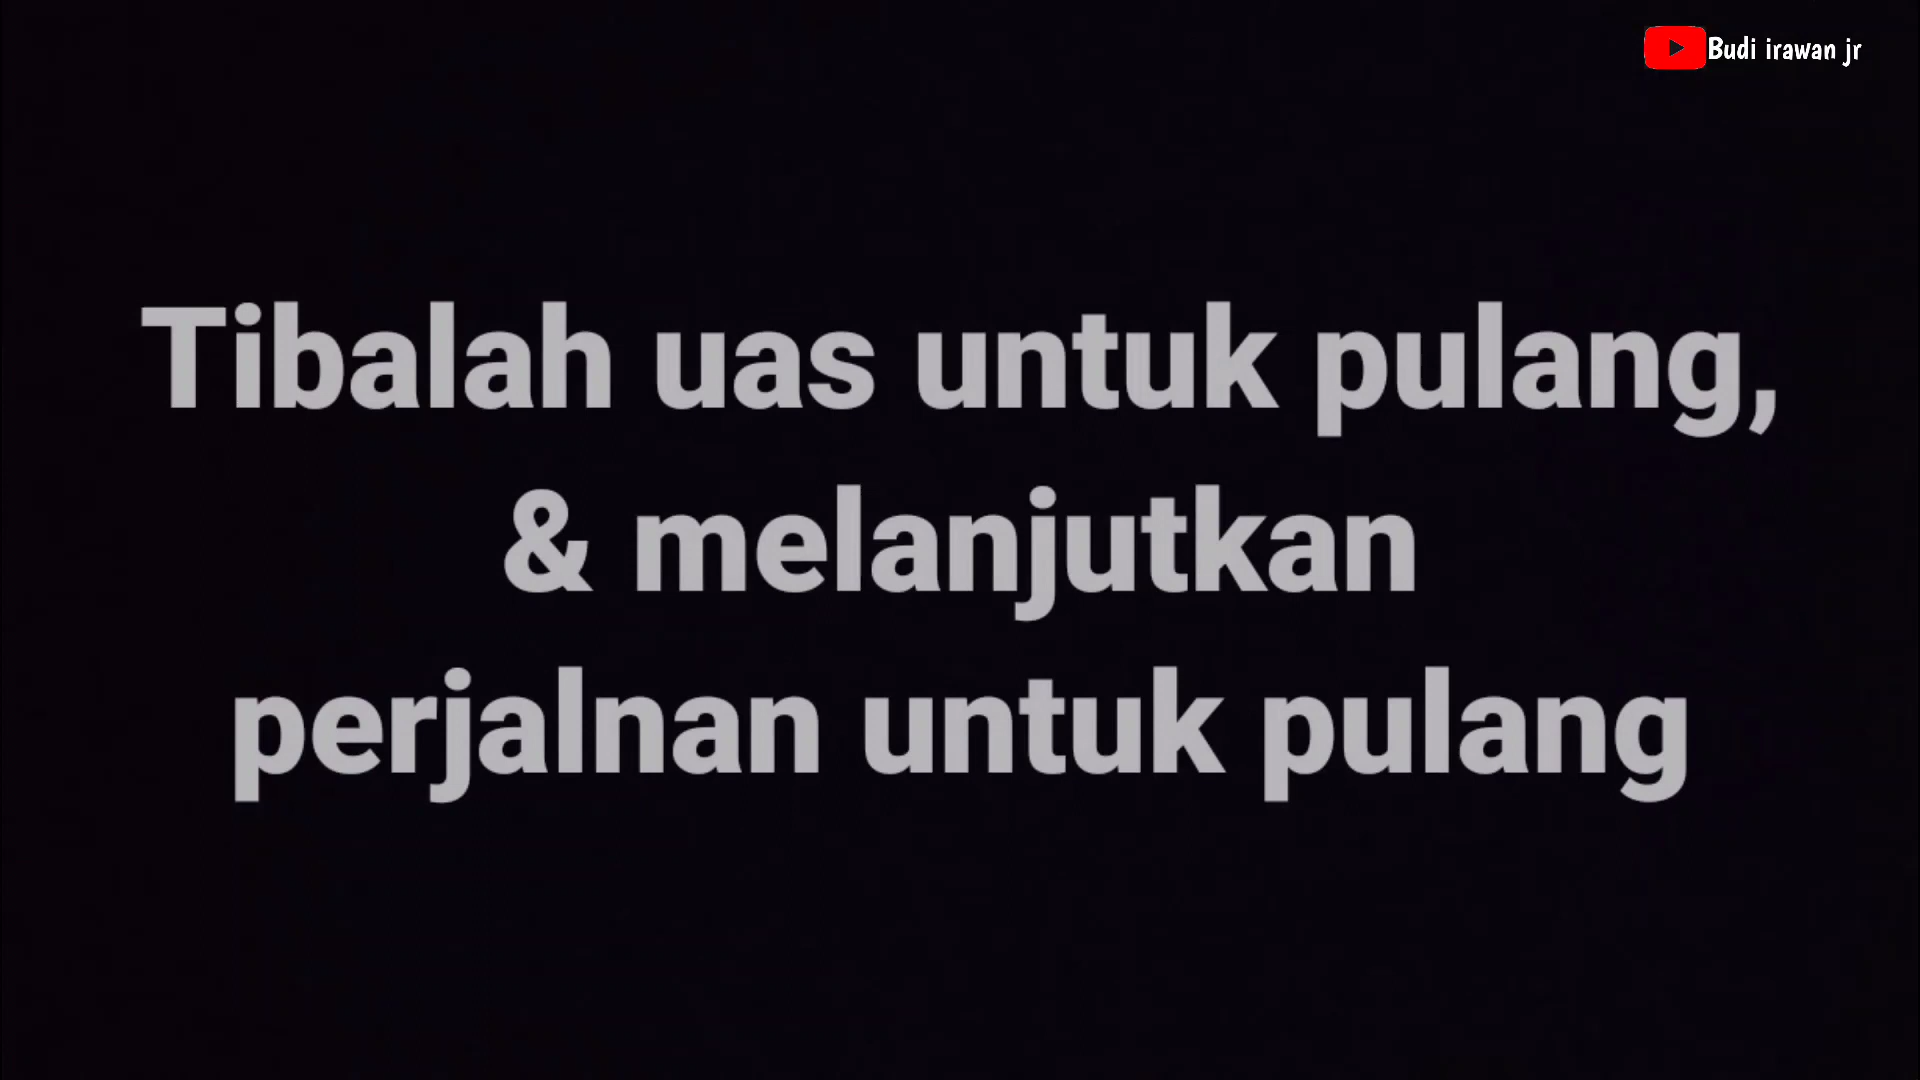 Budi irawan jr
Tibalah uas untuk pulang,
& melanjutkan
perjalnan untuk pulang